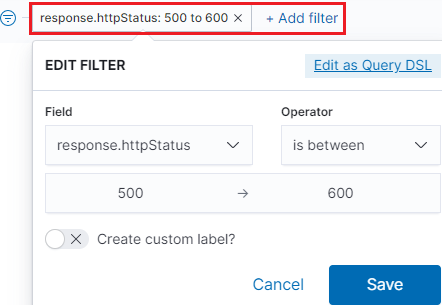 response.httpStatus: 500 to 600 × + Add filter
EDIT FILTER Edit as Query DSL
Field Operator
response.httpStatus is between
500 → 600
Create custom label?
Cancel Save